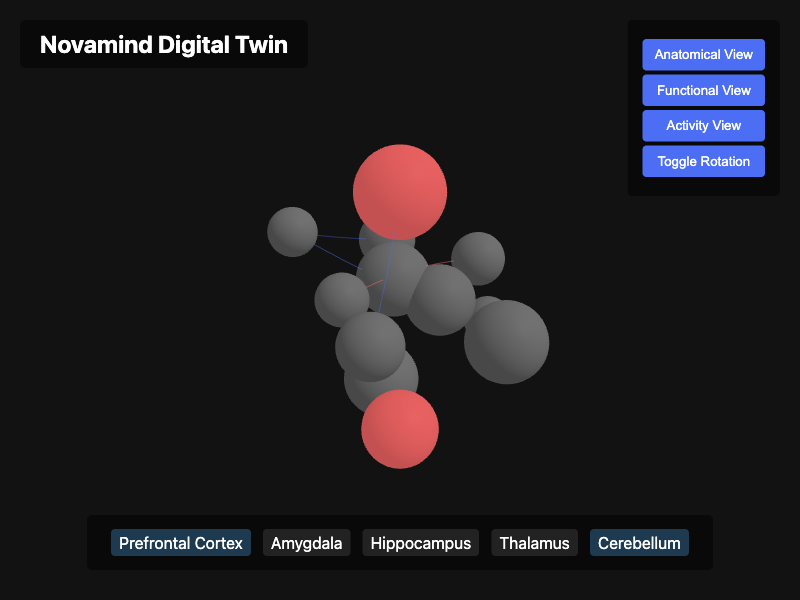 Novamind Digital Twin
Anatomical View
Functional View
Activity View
Toggle Rotation
Prefrontal Cortex Amygdala Hippocampus Thalamus Cerebellum